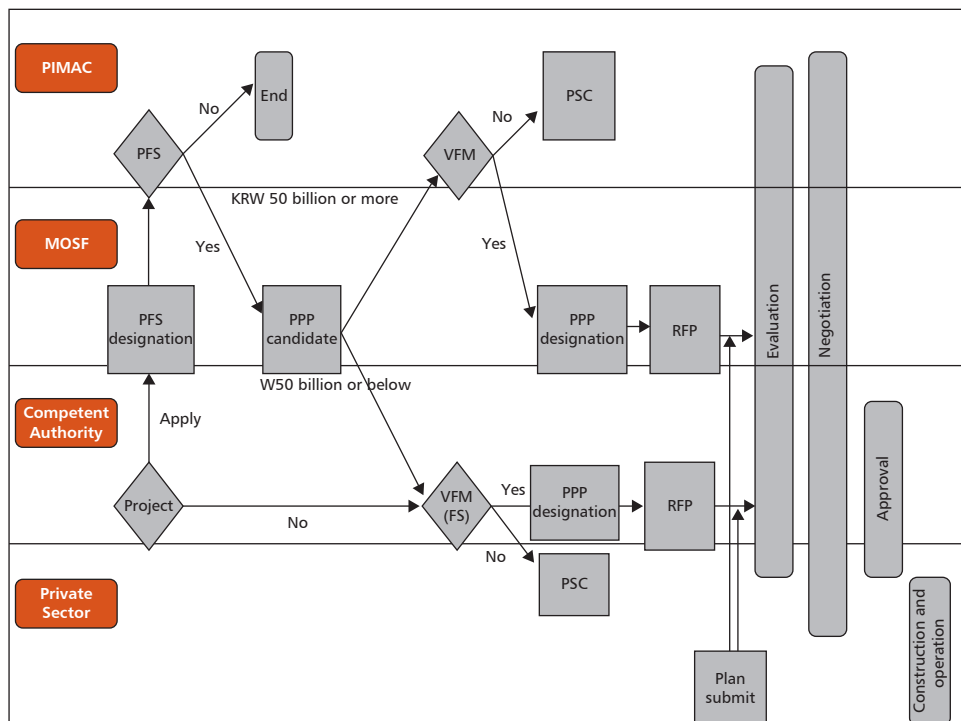 PIMAC
End
No
PFS
PSC
No
VFM
KRW 50 billion or more
MOSF
Yes
Yes
PFS
designation
PPP
candidate
PPP
designation
RFP
Evaluation
Negotiation
W50 billion or below
Competent
Authority
Apply
Approval
Project
No
VFM
(FS)
Yes
PPP
designation
RFP
No
PSC
Private
Sector
Plan
submit
Construction and
operation